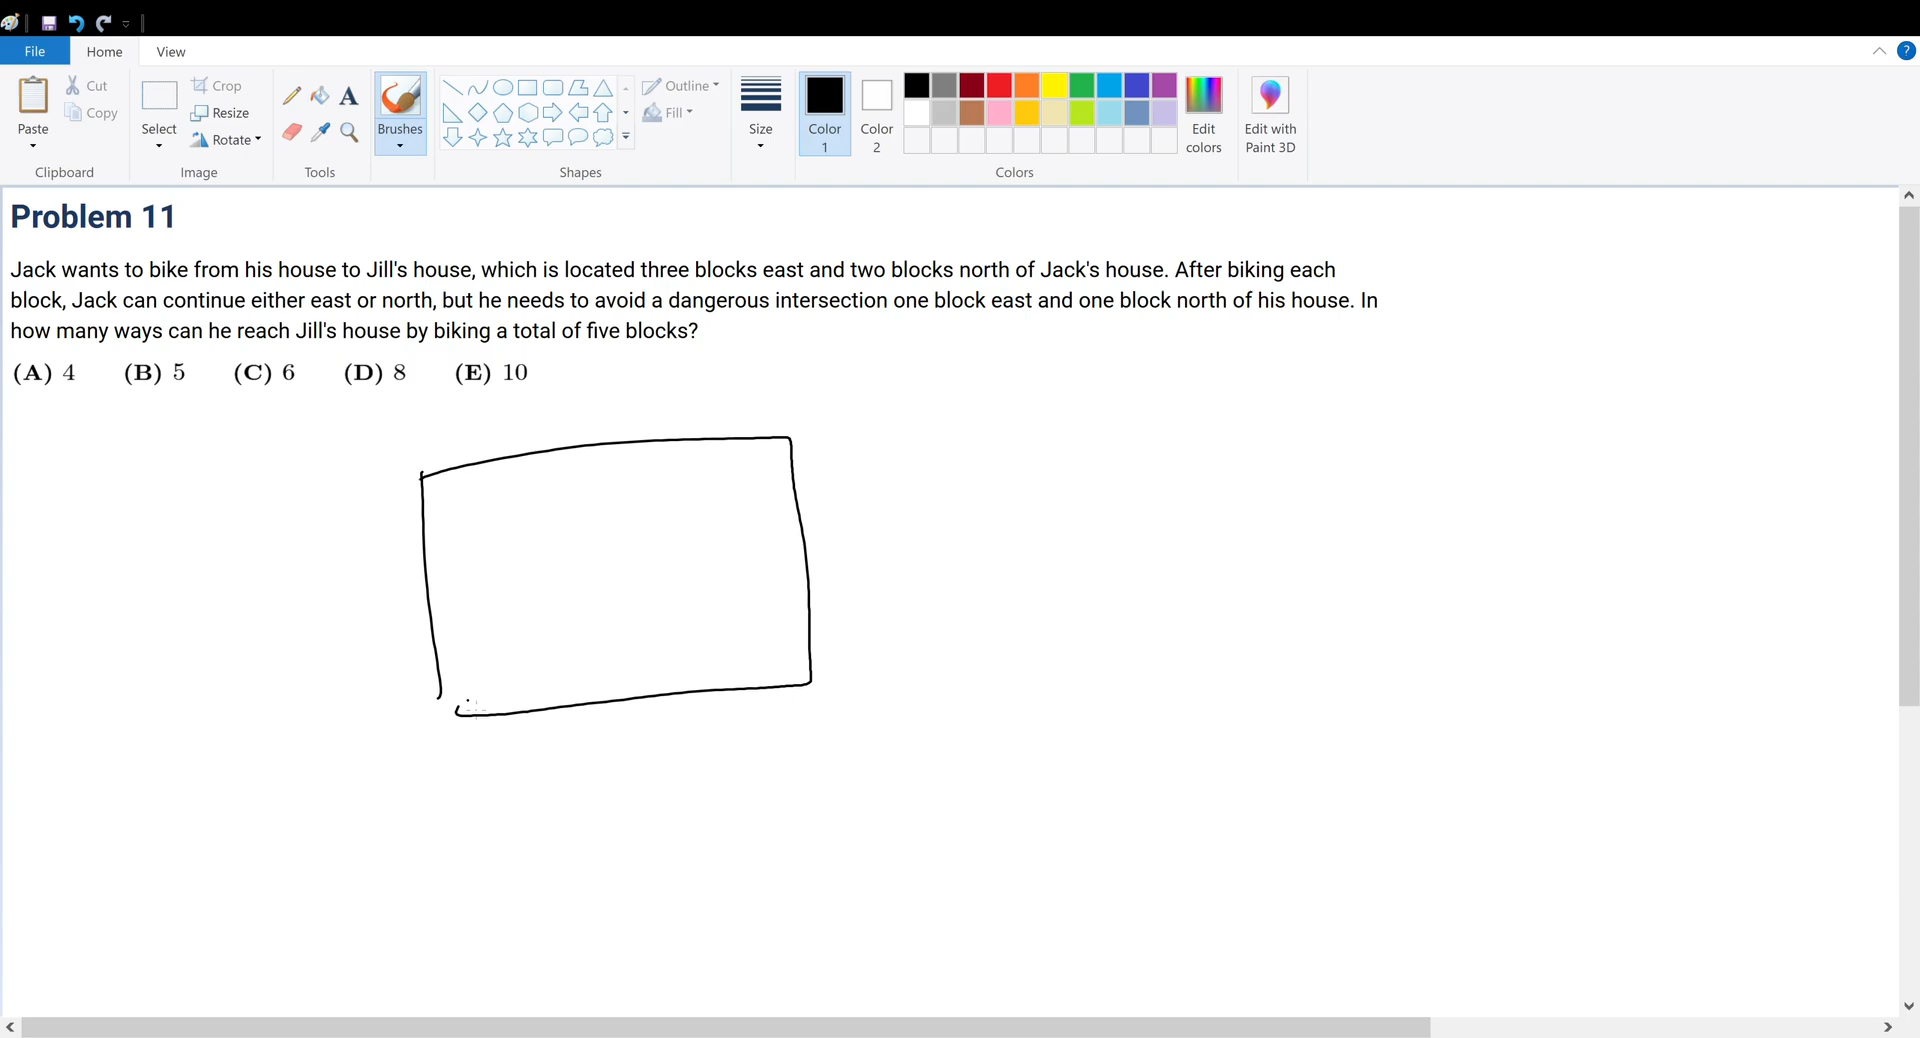 File Home View
Paste
Cut
Copy
Clipboard
Select
Crop
Resize
Rotate
Image
A
Tools
Brushes
Shapes
Outline
Fill
Size
Color
1
Color
2
Edit
colors
Colors
Edit with
Paint 3D
?
Problem 11
Jack wants to bike from his house to Jill's house, which is located three blocks east and two blocks north of Jack's house. After biking each
block, Jack can continue either east or north, but he needs to avoid a dangerous intersection one block east and one block north of his house. In
how many ways can he reach Jill's house by biking a total of five blocks?
(A) 4 (B) 5 (C) 6 (D) 8 (E) 10